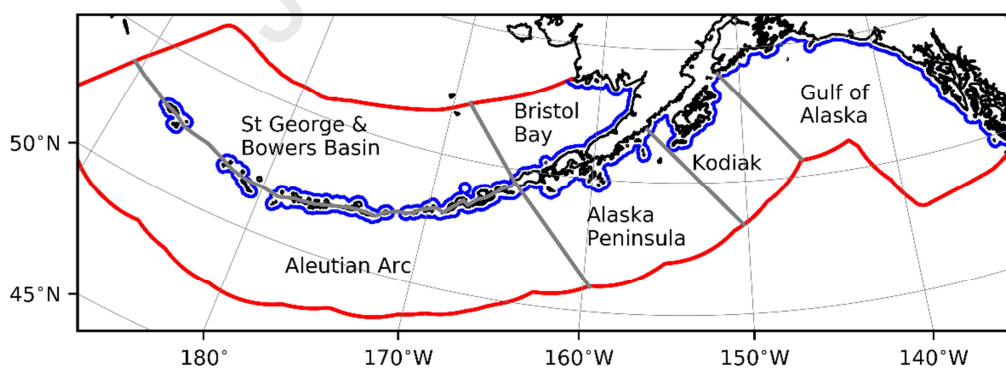 Gulf of
Alaska
Bristol
Bay
St George &
Bowers Basin
50°N
Kodiak
Alaska
Peninsula
Aleutian Arc
45°N
180°
170°W
160°W
150°W
140°W